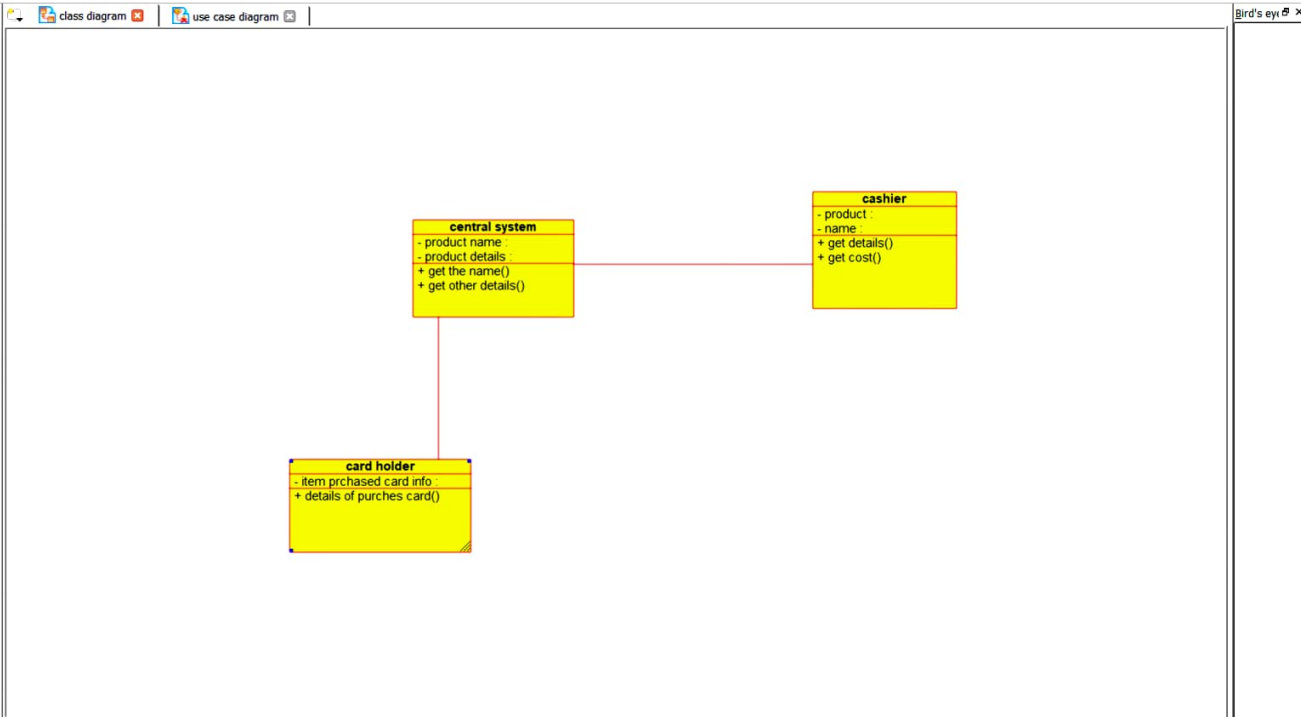 class diagram
use case diagram
Bird's eye
central system
- product name :
- product details :
+ get the name()
+ get other details()
cashier
- product :
- name :
+ get details()
+ get cost()
card holder
- item prchased card info :
+ details of purches card()